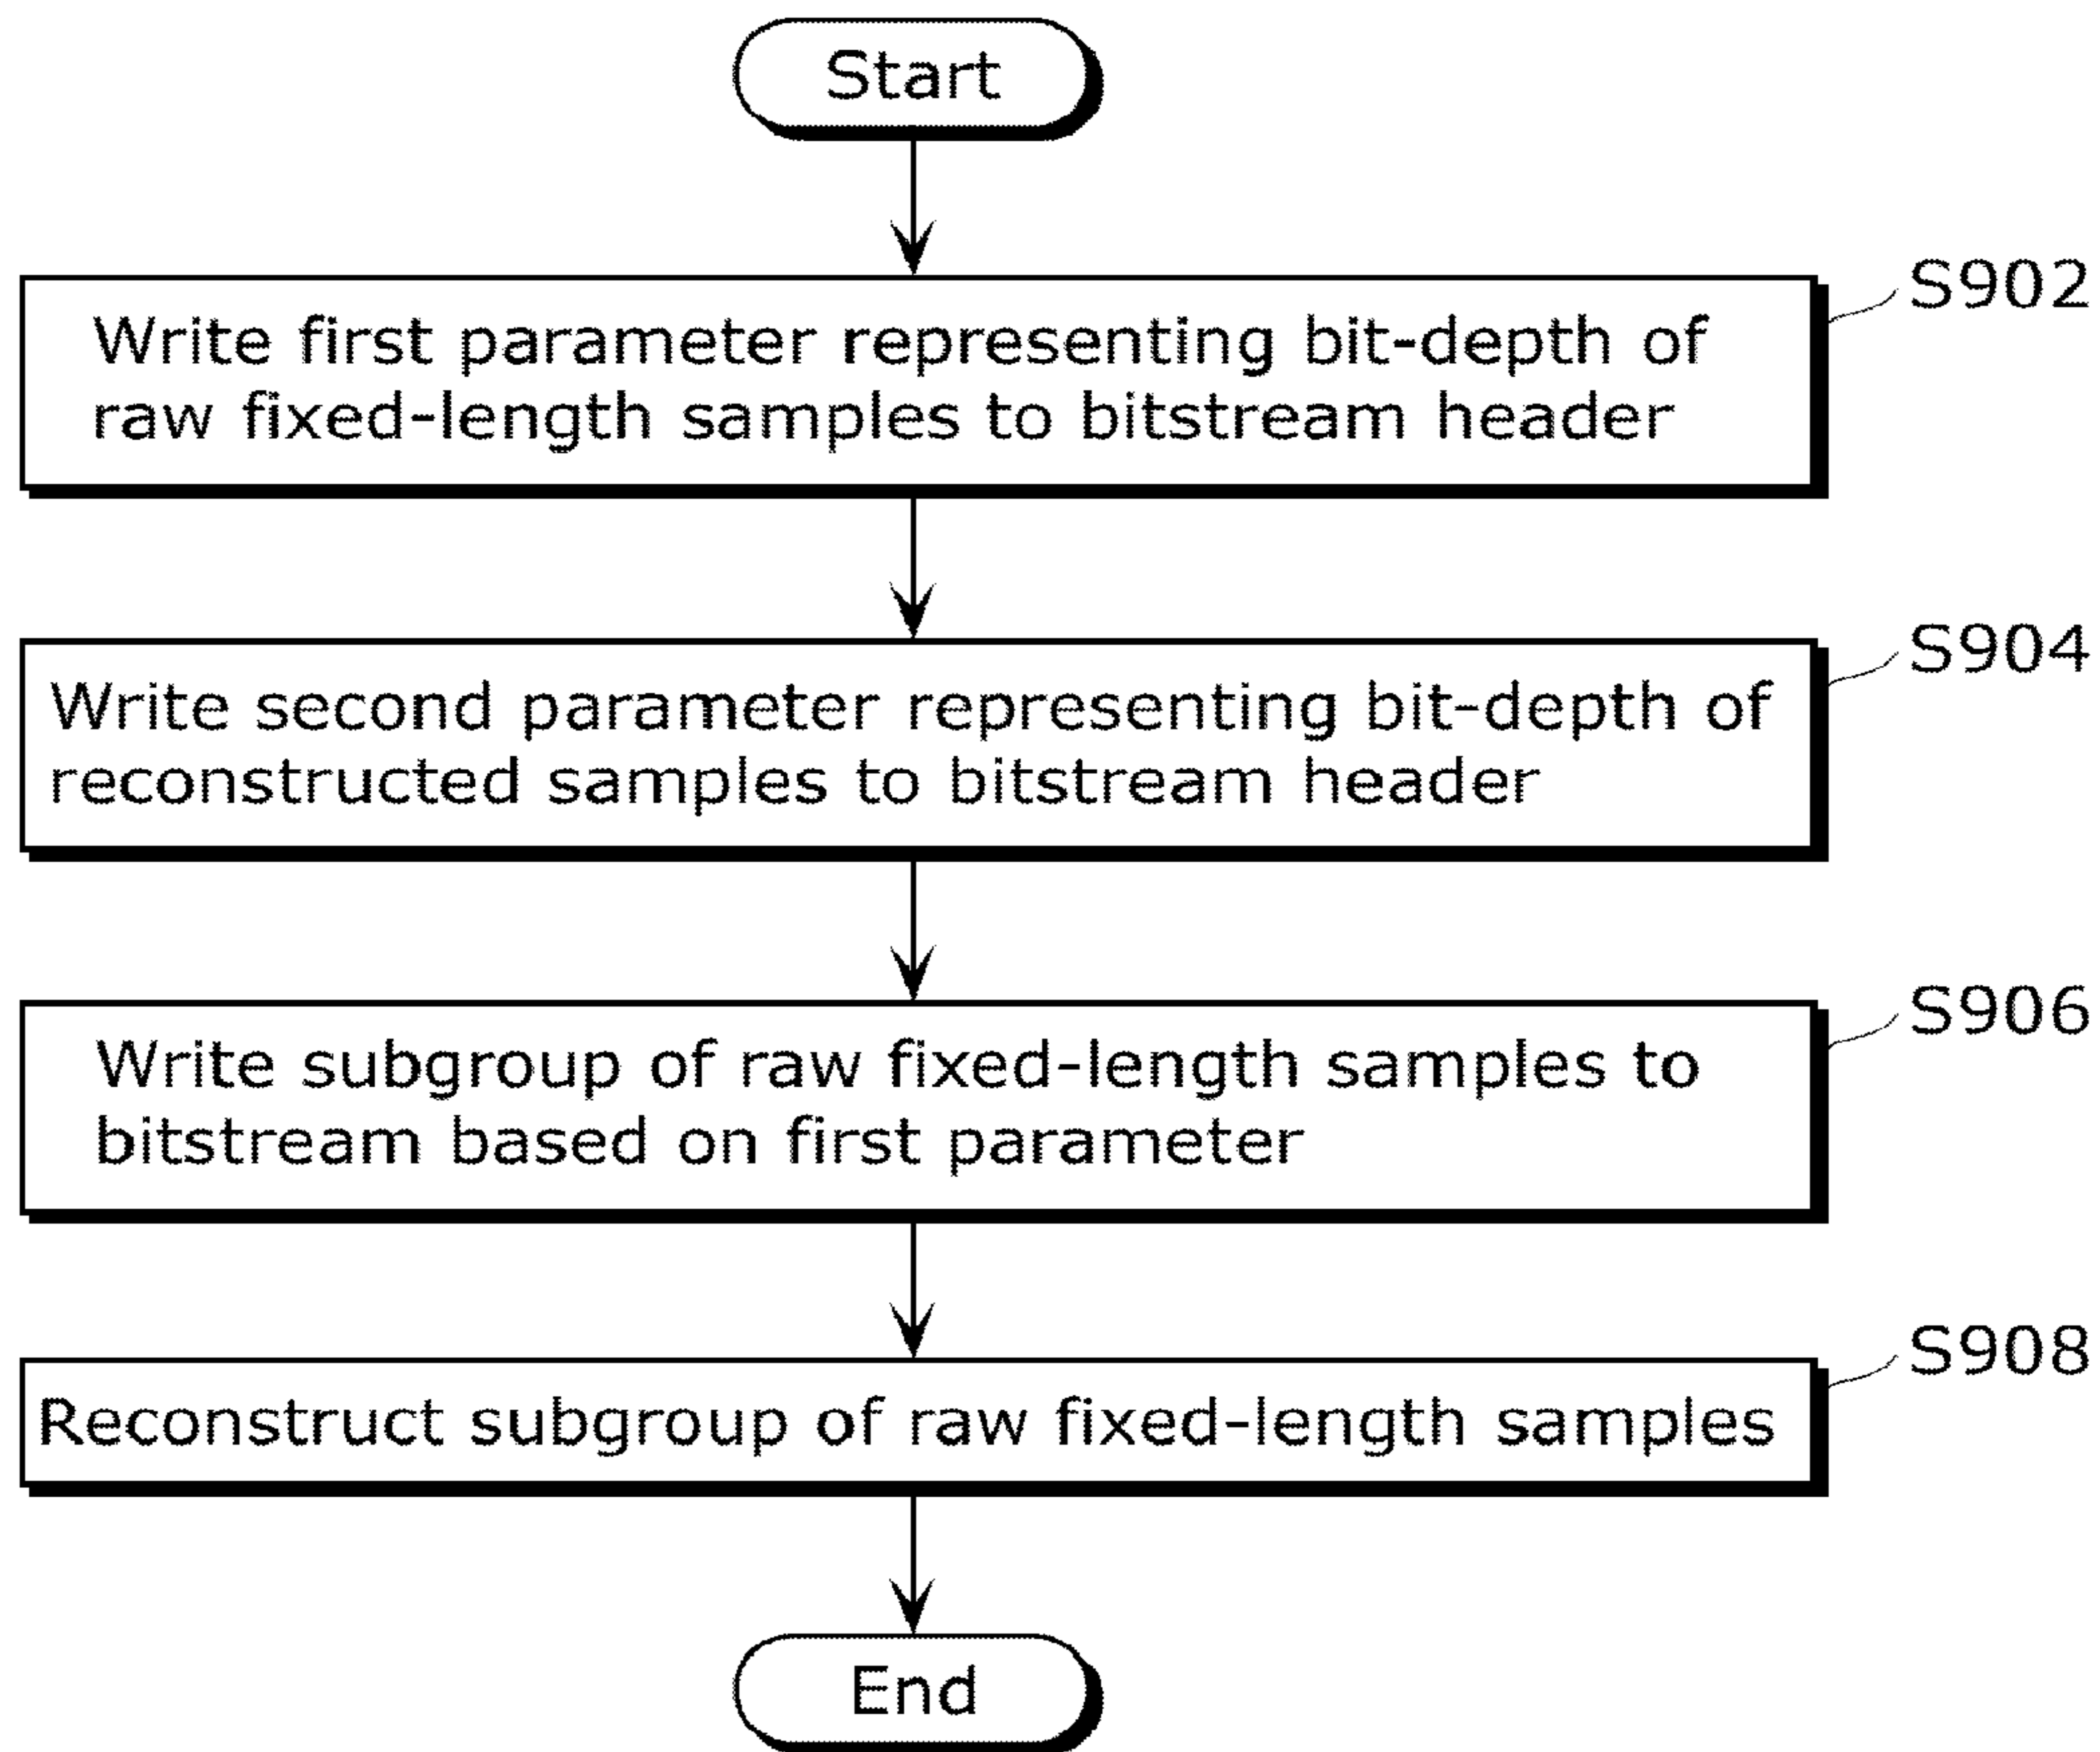 Start
S902
Write first parameter representing bit-depth of
raw fixed-length samples to bitstream header
S904
Write second parameter representing bit-depth of
reconstructed samples to bitstream header
S906
Write subgroup of raw fixed-length samples to
bitstream based on first parameter
S908
Reconstruct subgroup of raw fixed-length samples
End